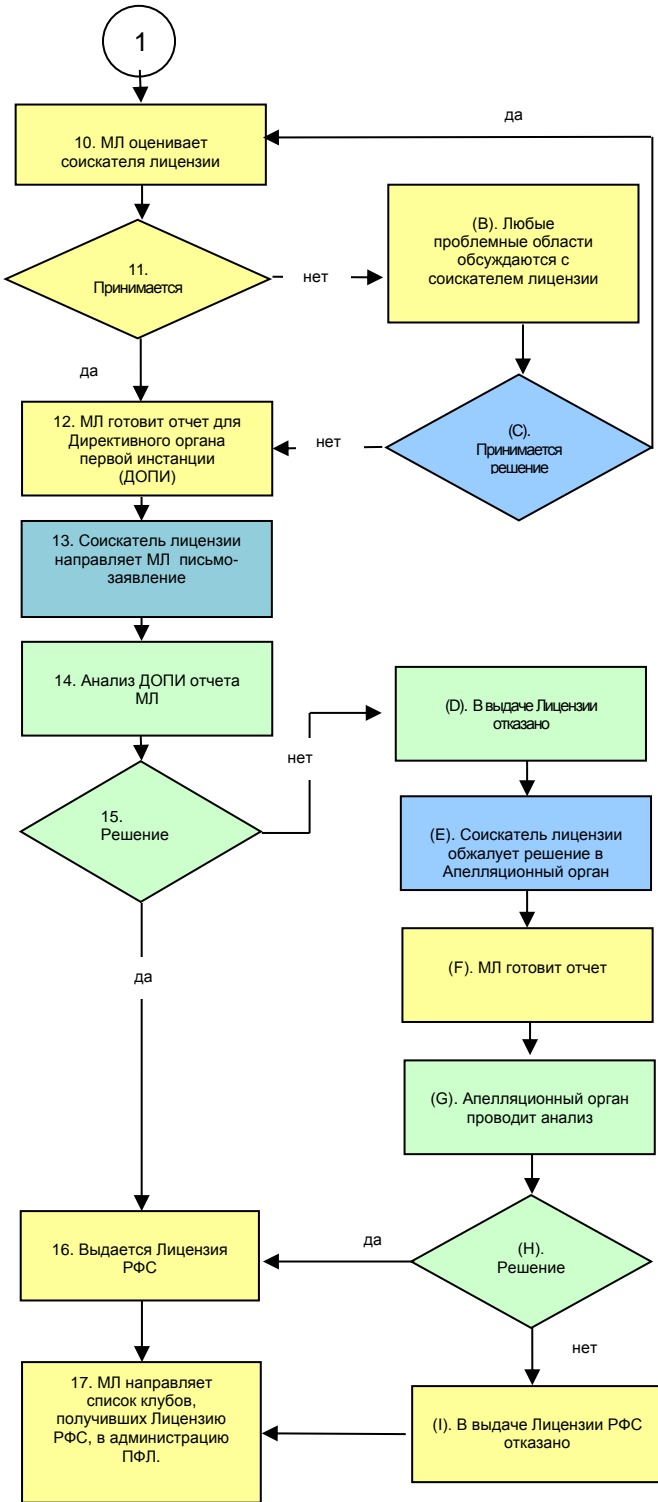 1
да
10. МЛ оценивает
соискателя лицензии
(B). Любые
проблемные области
обсуждаются с
соискателем лицензии
11.
Принимается
нет
да
12. МЛ готовит отчет для
Директивного органа
первой инстанции
(ДОПИ)
нет
(C).
Принимается
решение
13. Соискатель лицензии
направляет МЛ письмо-
заявление
14. Анализ ДОПИ отчета
МЛ
(D). В выдаче Лицензии
отказано
нет
15.
Решение
(E). Соискатель лицензии
обжалует решение в
Апелляционный орган
(F). МЛ готовит отчет
да
(G). Апелляционный орган
проводит анализ
16. Выдается Лицензия
РФС
да
(H).
Решение
нет
17. МЛ направляет
список клубов,
получивших Лицензию
РФС, в администрацию
ПФЛ.
(I). В выдаче Лицензии РФС
отказано